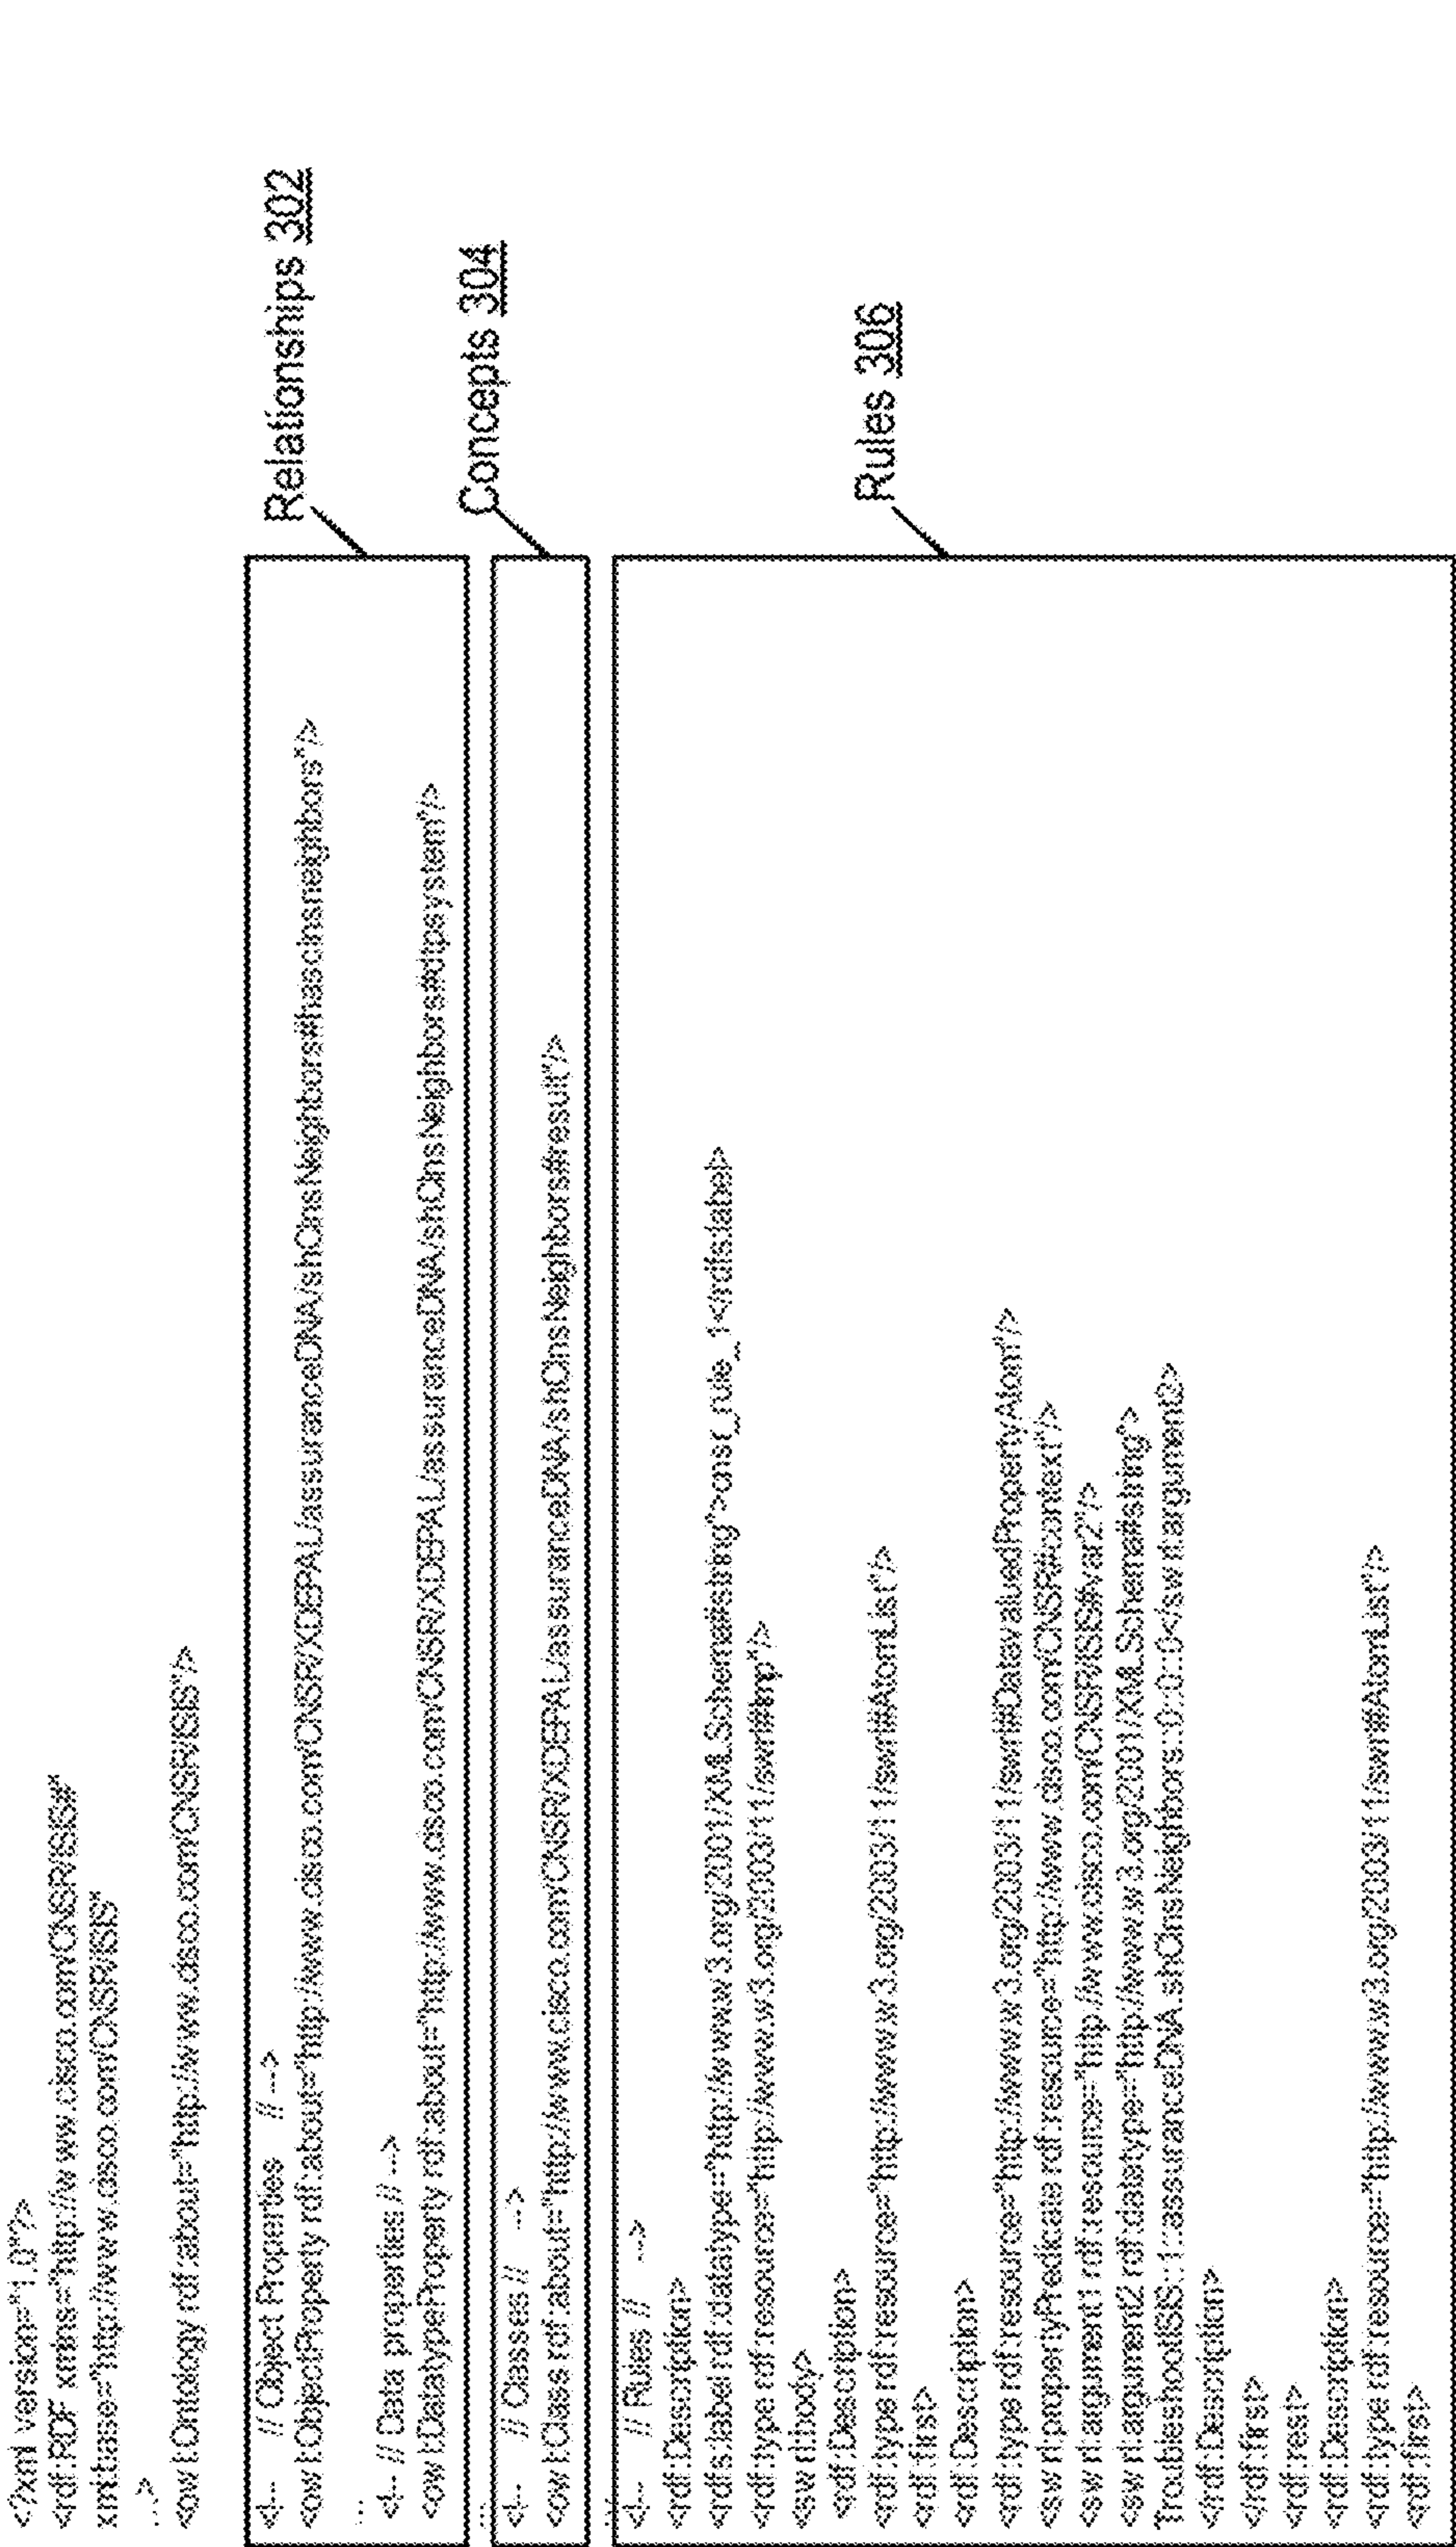 <?xml version="1.0"?>
<rdf:RDF xmlns="http://www.cisco.com/CNSR/ISIS#"
xml:base="http://www.cisco.com/CNSR/ISIS"
...>
<owl:Ontology rdf:about="http://www.cisco.com/CNSR/ISIS"/>
<!-- // Object Properties // -->
<owl:ObjectProperty rdf:about="http://www.cisco.com/CNSR/XDEPAL/assuranceDNA/shClnsNeighbors#hasclnsneighbors"/>
...
<!-- // Data properties // -->
<owl:DatatypeProperty rdf:about="http://www.cisco.com/CNSR/XDEPAL/assuranceDNA/shClnsNeighbors#dtpsystem"/>
Relationships 302
...
<!-- // Classes // -->
<owl:Class rdf:about="http://www.cisco.com/CNSR/XDEPAL/assuranceDNA/shClnsNeighbors#result"/>
Concepts 304
...
<!-- // Rules // -->
<rdf:Description>
<rdfs:label rdf:datatype="http://www.w3.org/2001/XMLSchema#string">cnsr_rule_1</rdfs:label>
<rdf:type rdf:resource="http://www.w3.org/2003/11/swrl#Imp"/>
<swrl:body>
<rdf:Description>
<rdf:type rdf:resource="http://www.w3.org/2003/11/swrl#AtomList"/>
<rdf:first>
<rdf:Description>
<rdf:type rdf:resource="http://www.w3.org/2003/11/swrl#DatavaluedPropertyAtom"/>
<swrl:propertyPredicate rdf:resource="http://www.cisco.com/CNSR#context"/>
<swrl:argument1 rdf:resource="http://www.cisco.com/CNSR/ISIS#var2"/>
<swrl:argument2 rdf:datatype="http://www.w3.org/2001/XMLSchema#string">
TroubleshootISIS::1::assuranceDNA.shClnsNeighbors::0::0::0</swrl:argument2>
</rdf:Description>
</rdf:first>
<rdf:rest>
<rdf:Description>
<rdf:type rdf:resource="http://www.w3.org/2003/11/swrl#AtomList"/>
<rdf:first>
Rules 306